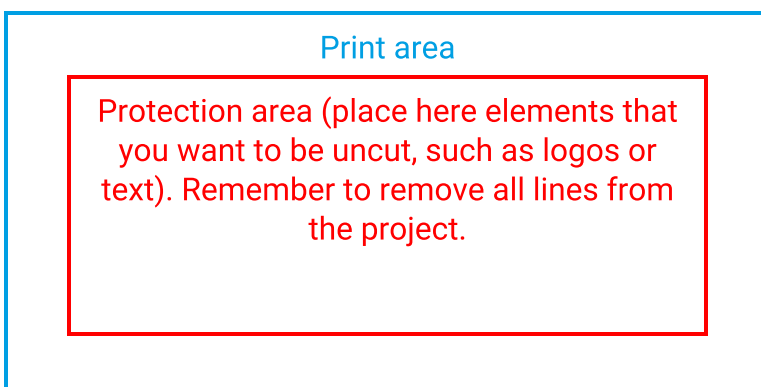 Print area
Protection area (place here elements that
you want to be uncut, such as logos or
text). Remember to remove all lines from
the project.